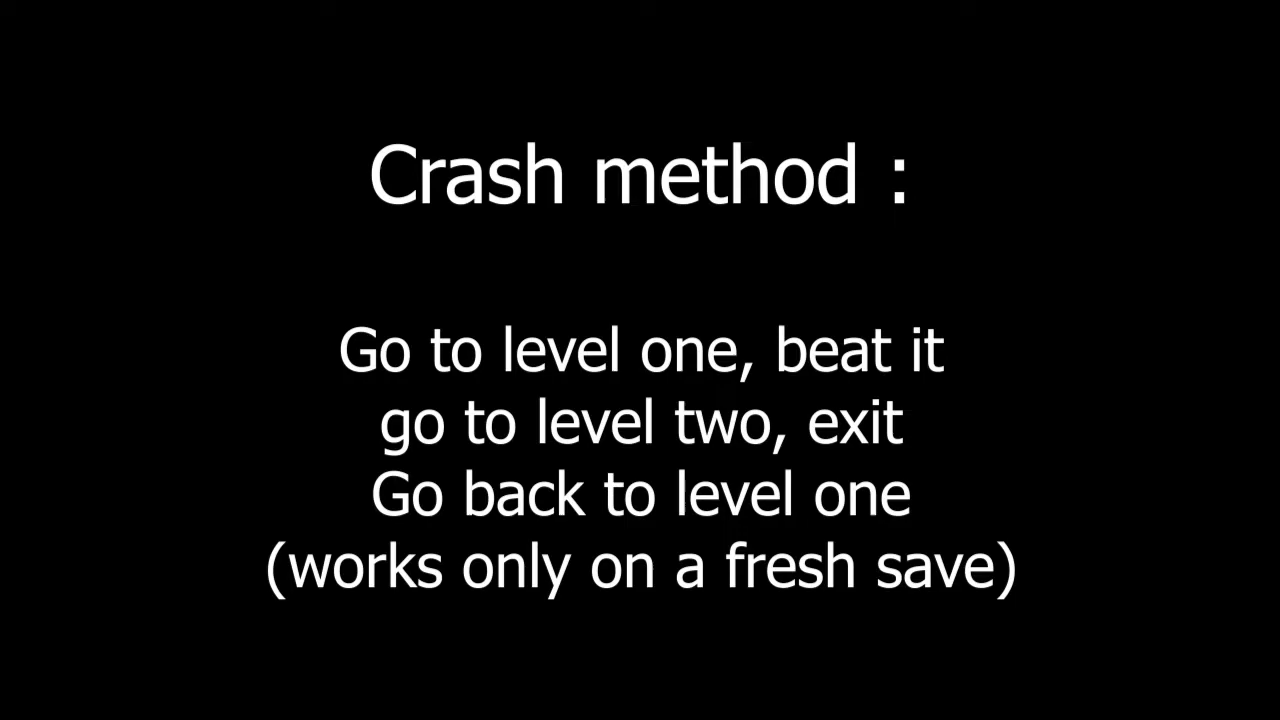 Crash method :
Go to level one, beat it
go to level two, exit
Go back to level one
(works only on a fresh save)